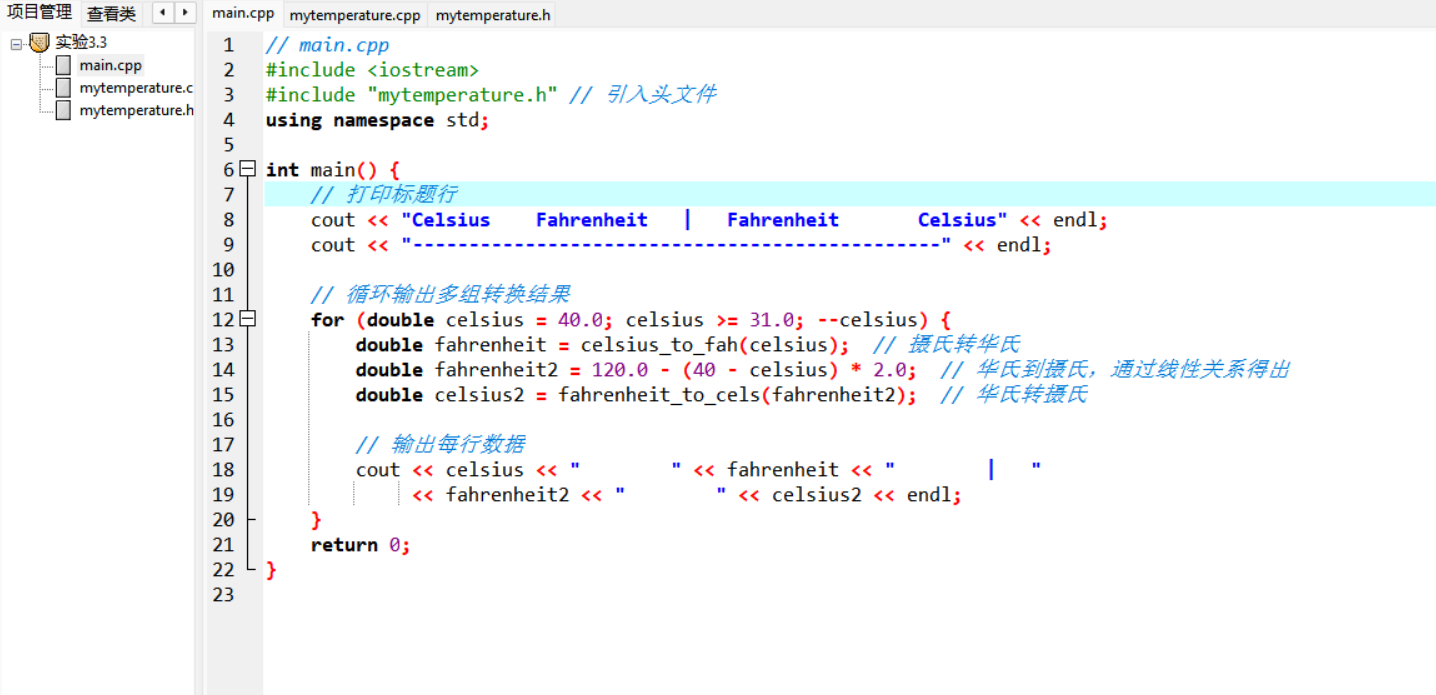 项目管理 查看类
实验3.3
main.cpp
mytemperature.c
mytemperature.h
main.cpp mytemperature.cpp mytemperature.h
1 // main.cpp
2 #include <iostream>
3 #include "mytemperature.h" // 引入头文件
4 using namespace std;
5
6 int main() {
7     // 打印标题行
8     cout << "Celsius    Fahrenheit   |   Fahrenheit       Celsius" << endl;
9     cout << "-----------------------------------------------" << endl;
10
11     // 循环输出多组转换结果
12     for (double celsius = 40.0; celsius >= 31.0; --celsius) {
13         double fahrenheit = celsius_to_fah(celsius);  // 摄氏转华氏
14         double fahrenheit2 = 120.0 - (40 - celsius) * 2.0;  // 华氏到摄氏，通过线性关系得出
15         double celsius2 = fahrenheit_to_cels(fahrenheit2);  // 华氏转摄氏
16
17         // 输出每行数据
18         cout << celsius << "        " << fahrenheit << "        |   "
19              << fahrenheit2 << "        " << celsius2 << endl;
20     }
21     return 0;
22 }
23